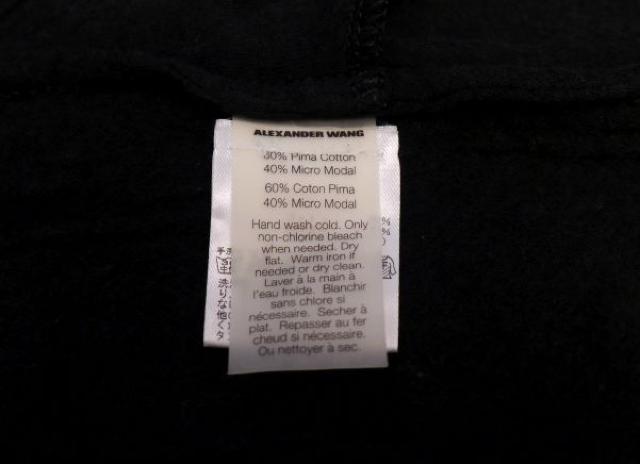 ALEXANDER WANG
60% Pima Cotton
40% Micro Modal
60% Coton Pima
40% Micro Modal
Hand wash cold. Only
non-chlorine bleach
when needed. Dry
flat. Warm iron if
needed or dry clean.
Laver à la main à
l'eau froide. Blanchir
sans chlore si
nécessaire. Secher à
plat. Repasser au fer
cheud si nécessaire.
Ou nettoyer à sec.